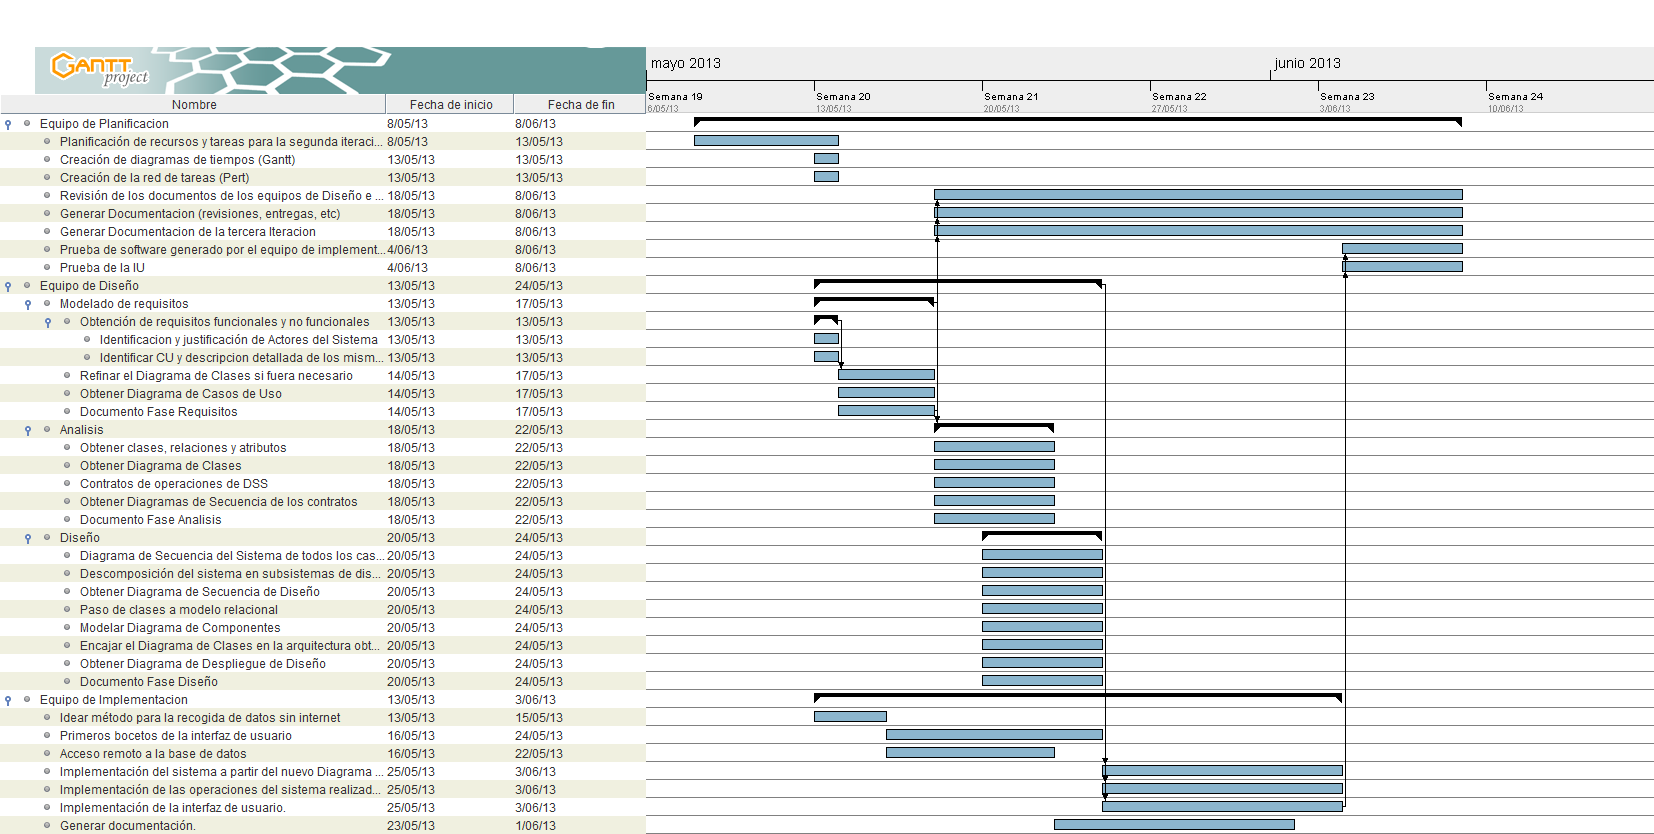 GANTT
project
mayo 2013 junio 2013
Semana 19 Semana 20 Semana 21 Semana 22 Semana 23 Semana 24
6/05/13 13/05/13 20/05/13 27/05/13 3/06/13 10/06/13
Nombre Fecha de inicio Fecha de fin
Equipo de Planificacion 8/05/13 8/06/13
Planificación de recursos y tareas para la segunda iteraci... 8/05/13 13/05/13
Creación de diagramas de tiempos (Gantt) 13/05/13 13/05/13
Creación de la red de tareas (Pert) 13/05/13 13/05/13
Revisión de los documentos de los equipos de Diseño e ... 18/05/13 8/06/13
Generar Documentacion (revisiones, entregas, etc) 18/05/13 8/06/13
Generar Documentacion de la tercera Iteracion 18/05/13 8/06/13
Prueba de software generado por el equipo de implement... 4/06/13 8/06/13
Prueba de la IU 4/06/13 8/06/13
Equipo de Diseño 13/05/13 24/05/13
Modelado de requisitos 13/05/13 17/05/13
Obtención de requisitos funcionales y no funcionales 13/05/13 13/05/13
Identificacion y justificación de Actores del Sistema 13/05/13 13/05/13
Identificar CU y descripcion detallada de los mism... 13/05/13 13/05/13
Refinar el Diagrama de Clases si fuera necesario 14/05/13 17/05/13
Obtener Diagrama de Casos de Uso 14/05/13 17/05/13
Documento Fase Requisitos 14/05/13 17/05/13
Analisis 18/05/13 22/05/13
Obtener clases, relaciones y atributos 18/05/13 22/05/13
Obtener Diagrama de Clases 18/05/13 22/05/13
Contratos de operaciones de DSS 18/05/13 22/05/13
Obtener Diagramas de Secuencia de los contratos 18/05/13 22/05/13
Documento Fase Analisis 18/05/13 22/05/13
Diseño 20/05/13 24/05/13
Diagrama de Secuencia del Sistema de todos los cas... 20/05/13 24/05/13
Descomposición del sistema en subsistemas de dis... 20/05/13 24/05/13
Obtener Diagrama de Secuencia de Diseño 20/05/13 24/05/13
Paso de clases a modelo relacional 20/05/13 24/05/13
Modelar Diagrama de Componentes 20/05/13 24/05/13
Encajar el Diagrama de Clases en la arquitectura obt... 20/05/13 24/05/13
Obtener Diagrama de Despliegue de Diseño 20/05/13 24/05/13
Documento Fase Diseño 20/05/13 24/05/13
Equipo de Implementacion 13/05/13 3/06/13
Idear método para la recogida de datos sin internet 13/05/13 15/05/13
Primeros bocetos de la interfaz de usuario 16/05/13 24/05/13
Acceso remoto a la base de datos 16/05/13 22/05/13
Implementación del sistema a partir del nuevo Diagrama ... 25/05/13 3/06/13
Implementación de las operaciones del sistema realizad... 25/05/13 3/06/13
Implementación de la interfaz de usuario. 25/05/13 3/06/13
Generar documentación. 23/05/13 1/06/13